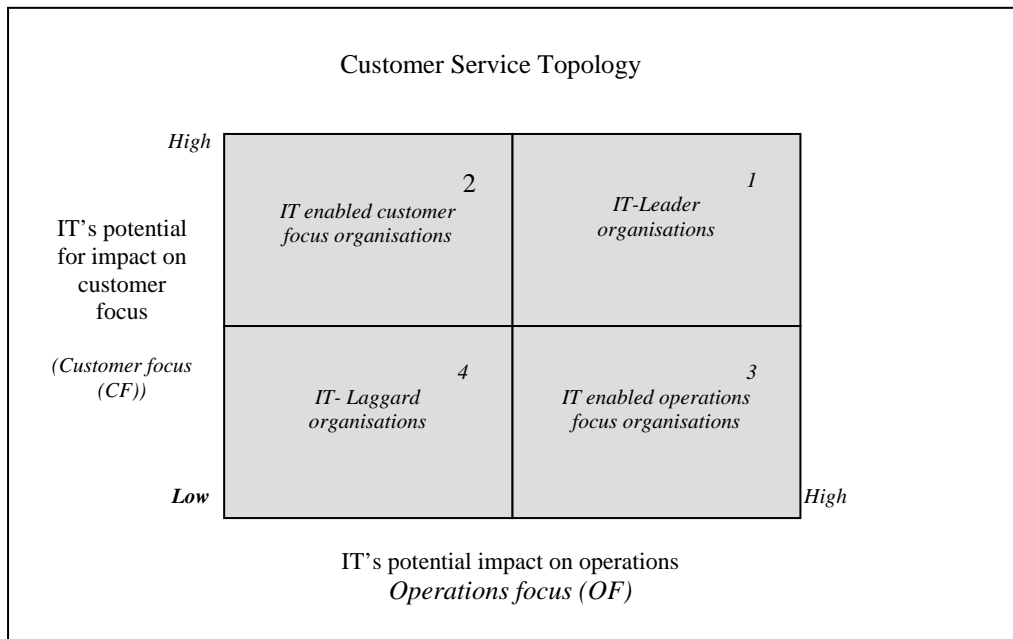 Customer Service Topology
High
2
IT enabled customer
focus organisations
1
IT-Leader
organisations
IT's potential
for impact on
customer
focus
(Customer focus
(CF))
4
IT- Laggard
organisations
3
IT enabled operations
focus organisations
Low
High
IT's potential impact on operations
Operations focus (OF)